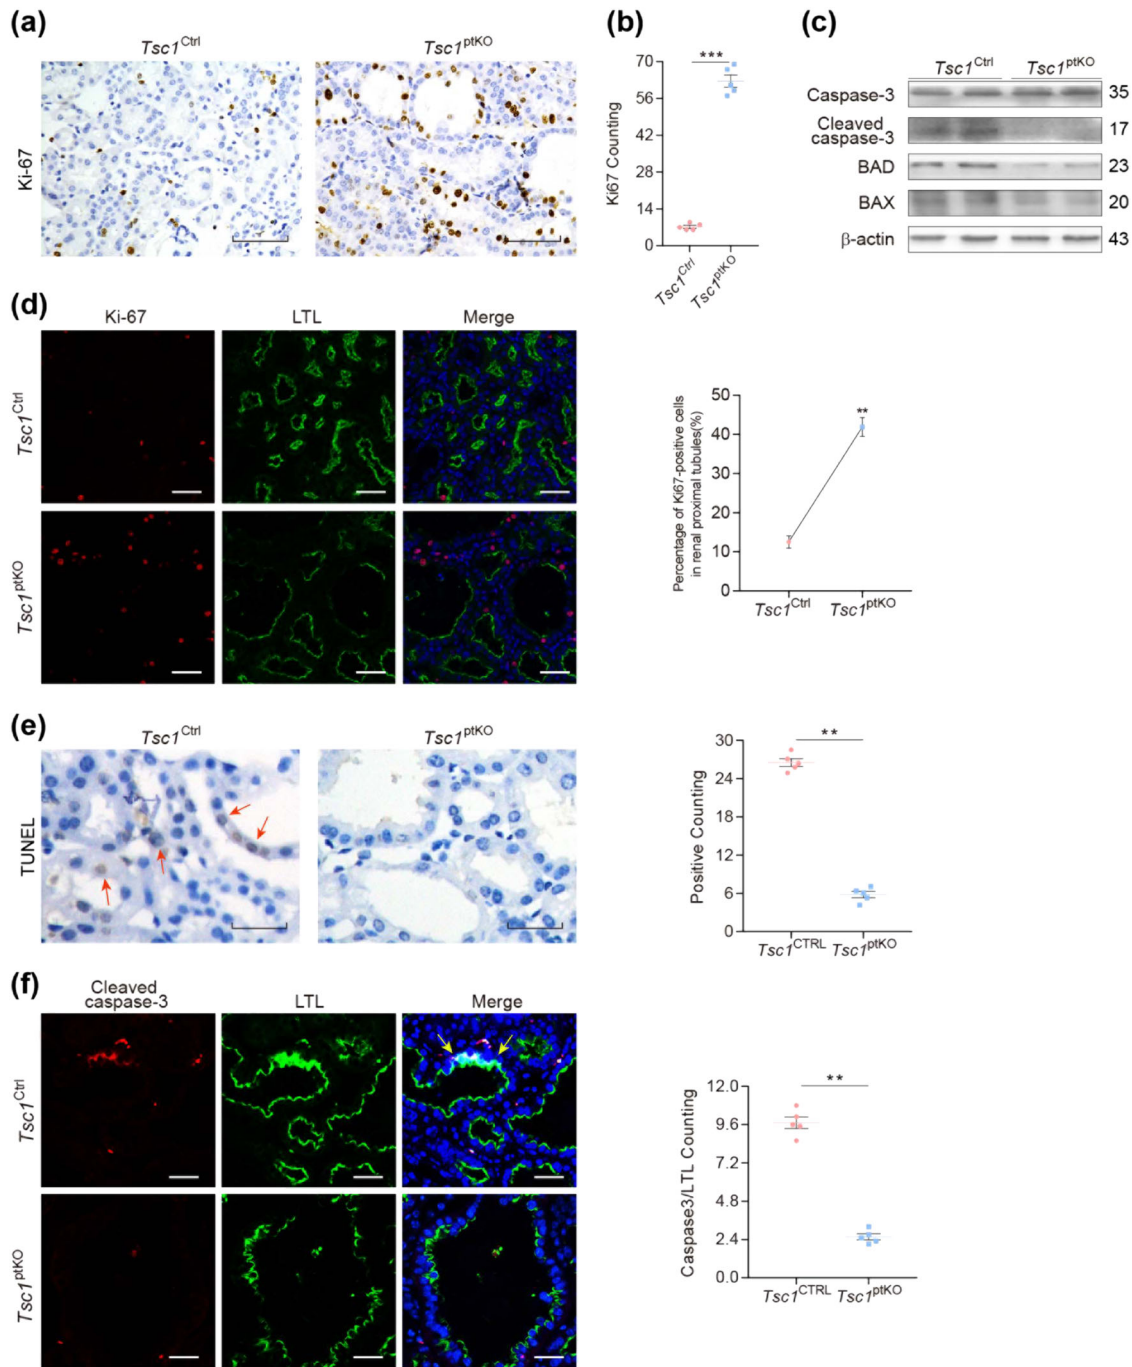 (a)
Tsc1Ctrl
Tsc1ptKO
Ki-67
(b)
***
Ki67 Counting
70
56
42
28
14
0
Tsc1Ctrl
Tsc1ptKO
(c)
Tsc1Ctrl
Tsc1ptKO
Caspase-3
35
Cleaved
caspase-3
17
BAD
23
BAX
20
β-actin
43
(d)
Ki-67
LTL
Merge
Tsc1Ctrl
Tsc1ptKO
Percentage of Ki67-positive cells
in renal proximal tubules(%)
50
40
30
20
10
0
**
Tsc1Ctrl
Tsc1ptKO
(e)
Tsc1Ctrl
Tsc1ptKO
TUNEL
Positive Counting
30
24
18
12
6
0
**
Tsc1CTRL
Tsc1ptKO
(f)
Cleaved
caspase-3
LTL
Merge
Tsc1Ctrl
Tsc1ptKO
Caspase3/LTL Counting
12.0
9.6
7.2
4.8
2.4
0.0
**
Tsc1CTRL
Tsc1ptKO